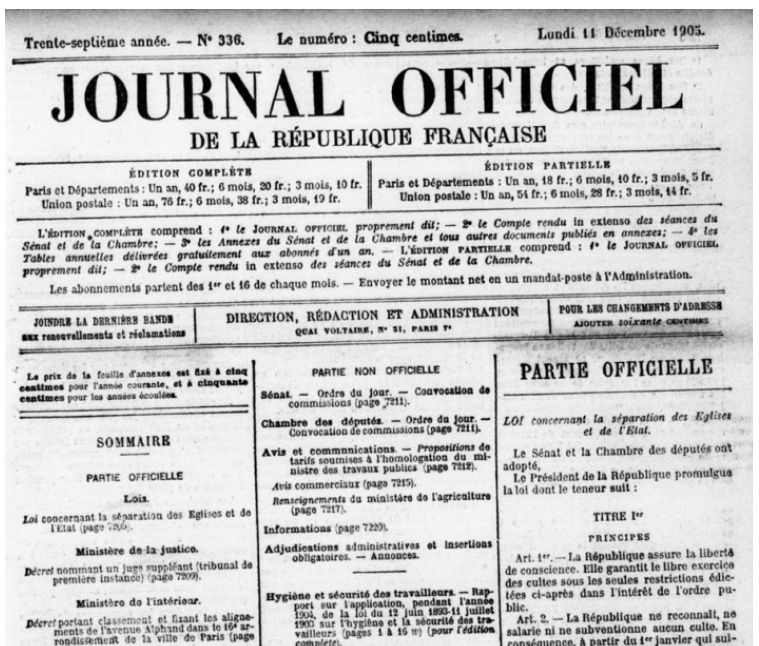 Trente-septième année. — N° 336.
Le numéro : Cinq centimes.
Lundi 11 Décembre 1905.
JOURNAL OFFICIEL
DE LA RÉPUBLIQUE FRANÇAISE
ÉDITION COMPLÈTE
Paris et Départements : Un an, 40 fr.; 6 mois, 20 fr.; 3 mois, 10 fr.
Union postale : Un an, 76 fr.; 6 mois, 38 fr.; 3 mois, 19 fr.
ÉDITION PARTIELLE
Paris et Départements : Un an, 18 fr.; 6 mois, 10 fr.; 3 mois, 5 fr.
Union postale : Un an, 54 fr.; 6 mois, 28 fr.; 3 mois, 14 fr.
L'ÉDITION COMPLÈTE comprend : 1° le JOURNAL OFFICIEL proprement dit; — 2° le Compte rendu in extenso des séances du
Sénat et de la Chambre; — 3° les Annexes du Sénat et de la Chambre et tous autres documents publiés en annexes; — 4° les
Tables annuelles délivrées gratuitement aux abonnés d'un an. — L'ÉDITION PARTIELLE comprend : 1° le JOURNAL OFFICIEL
proprement dit; — 2° le Compte rendu in extenso des séances du Sénat et de la Chambre.
Les abonnements partent des 1er et 16 de chaque mois. — Envoyer le montant net en un mandat-poste à l'Administration.
JOINDRE LA DERNIÈRE BANDE
aux renouvellements et réclamations
DIRECTION, RÉDACTION ET ADMINISTRATION
QUAI VOLTAIRE, N° 31, PARIS 7e
POUR LES CHANGEMENTS D'ADRESSE
AJOUTER soixante CENTIMES
Le prix de la feuille d'annexes est fixé à cinq
centimes pour l'année courante, et à cinquante
centimes pour les années écoulées.
SOMMAIRE
PARTIE OFFICIELLE
Lois.
Loi concernant la séparation des Eglises et de
l'Etat (page 7205).
Ministère de la justice.
Décret nommant un juge suppléant (tribunal de
première instance) (page 7209).
Ministère de l'intérieur.
Décret portant classement et fixant les aligne-
ments de l'avenue Alphand dans le 16e ar-
rondissement de la ville de Paris (page
PARTIE NON OFFICIELLE
Sénat. — Ordre du jour. — Convocation de
commissions (page 7211).
Chambre des députés. — Ordre du jour. —
Convocation de commissions (page 7211).
Avis et communications. — Propositions de
tarifs soumises à l'homologation du mi-
nistre des travaux publics (page 7212).
Avis commerciaux (page 7215).
Renseignements du ministère de l'agriculture
(page 7217).
Informations (page 7220).
Adjudications administratives et insertions
obligatoires. — Annonces.
Hygiène et sécurité des travailleurs. — Rap-
port sur l'application, pendant l'année
1904, de la loi du 12 juin 1893-11 juillet
1903 sur l'hygiène et la sécurité des tra-
vailleurs (pages 1 à 16 w) (pour l'édition
complète).
PARTIE OFFICIELLE
LOI concernant la séparation des Eglises
et de l'Etat.
Le Sénat et la Chambre des députés ont
adopté,
Le Président de la République promulgue
la loi dont le teneur suit :
TITRE Ier
PRINCIPES
Art. 1er. — La République assure la liberté
de conscience. Elle garantit le libre exercice
des cultes sous les seules restrictions édic-
tées ci-après dans l'intérêt de l'ordre pu-
blic.
Art. 2. — La République ne reconnaît, ne
salarie ni ne subventionne aucun culte. En
conséquence, à partir du 1er janvier qui sui-